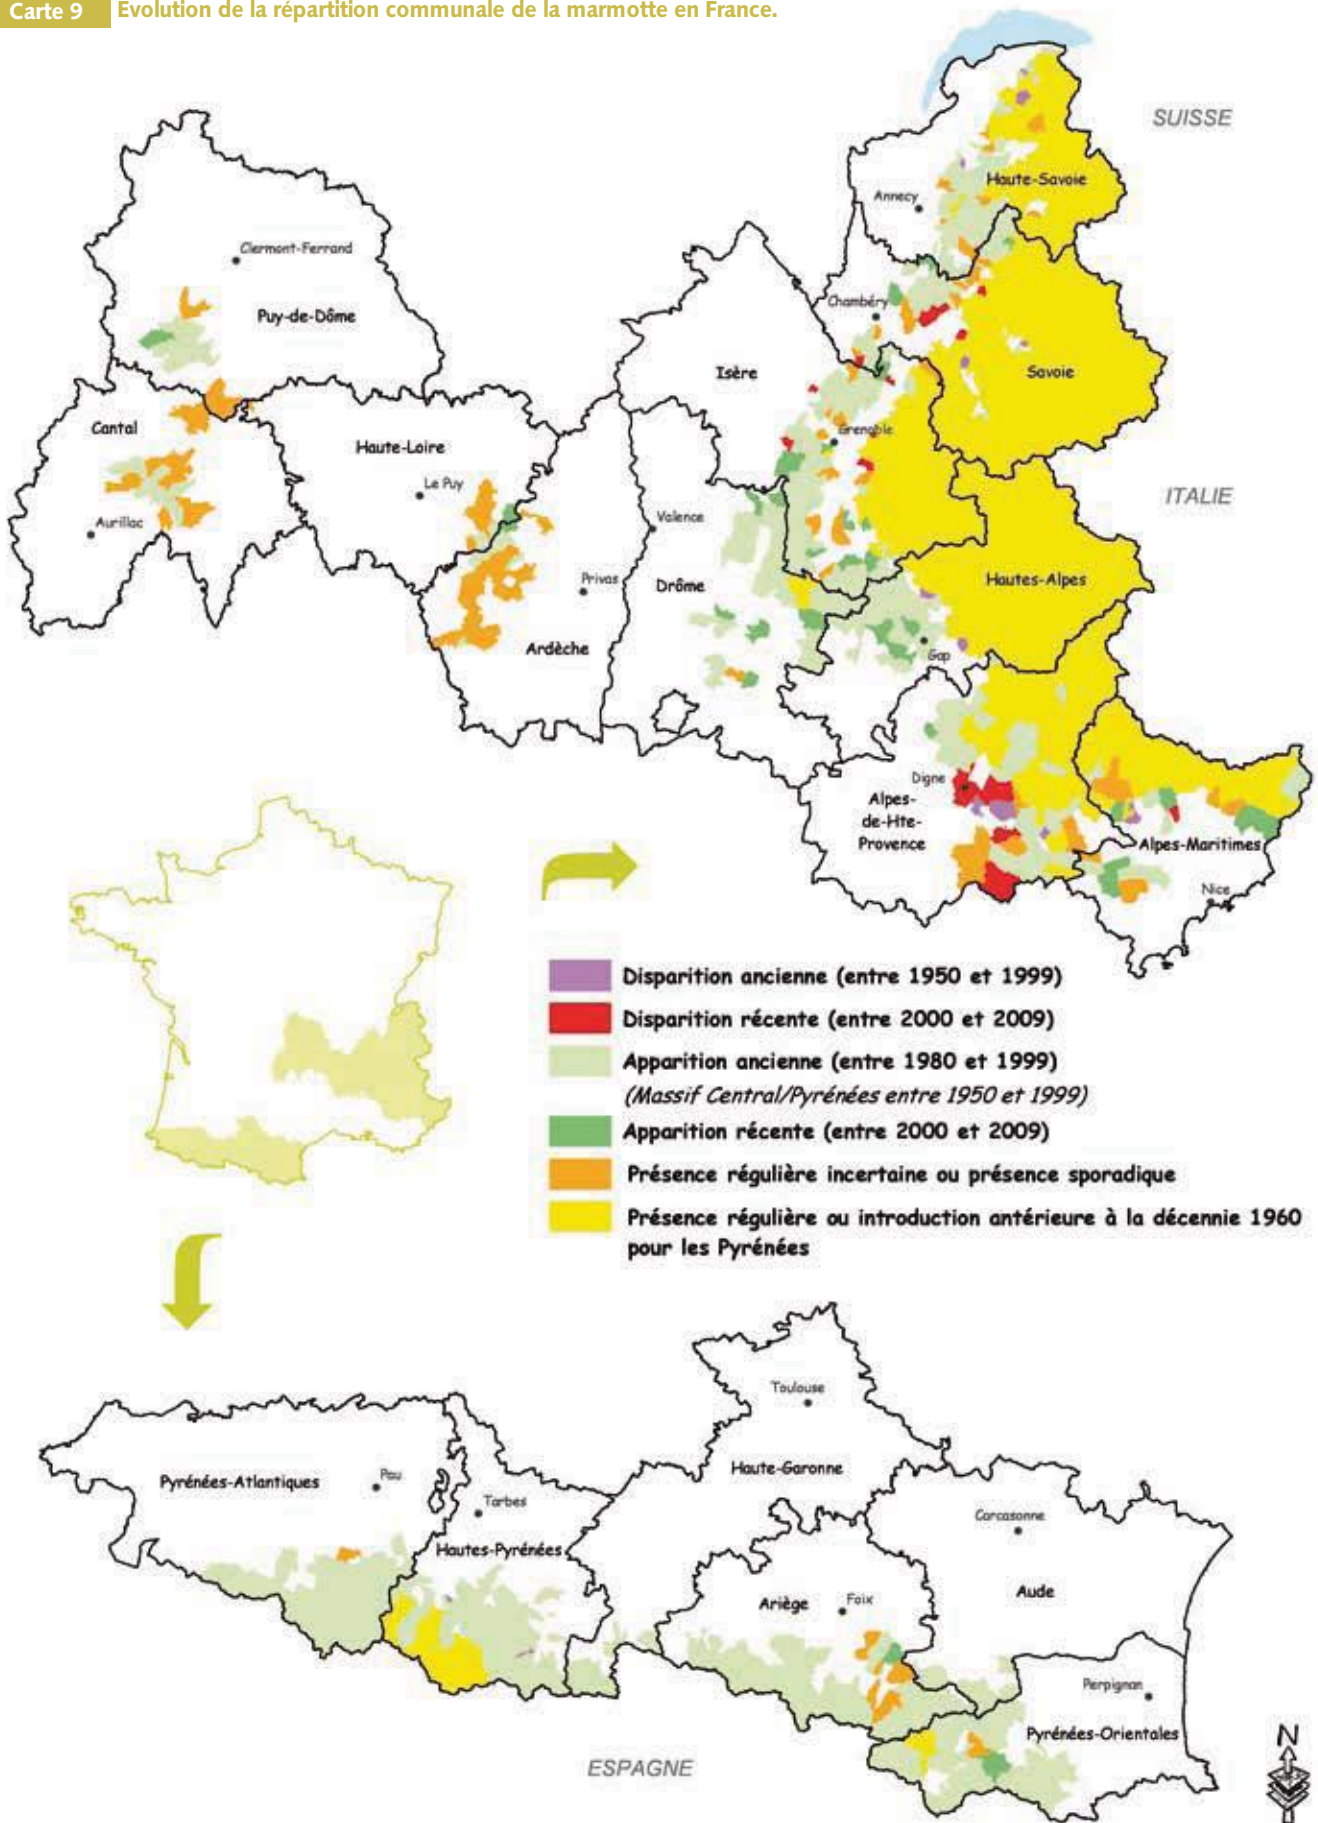 Carte 9 Evolution de la répartition communale de la marmotte en France.
SUISSE
Haute-Savoie
Annecy
Clermont-Ferrand
Puy-de-Dôme
Chambéry
Isère
Savoie
Cantal
Haute-Loire
Grenoble
Le Puy
ITALIE
Aurillac
Valence
Privas
Drôme
Hautes-Alpes
Ardèche
Gap
Digne
Alpes-
de-Hte-
Provence
Alpes-Maritimes
Nice
Disparition ancienne (entre 1950 et 1999)
Disparition récente (entre 2000 et 2009)
Apparition ancienne (entre 1980 et 1999)
(Massif Central/Pyrénées entre 1950 et 1999)
Apparition récente (entre 2000 et 2009)
Présence régulière incertaine ou présence sporadique
Présence régulière ou introduction antérieure à la décennie 1960
pour les Pyrénées
Toulouse
Haute-Garonne
Pyrénées-Atlantiques
Pau
Tarbes
Carcasonne
Hautes-Pyrénées
Ariège
Foix
Aude
Perpignan
Pyrénées-Orientales
ESPAGNE
N